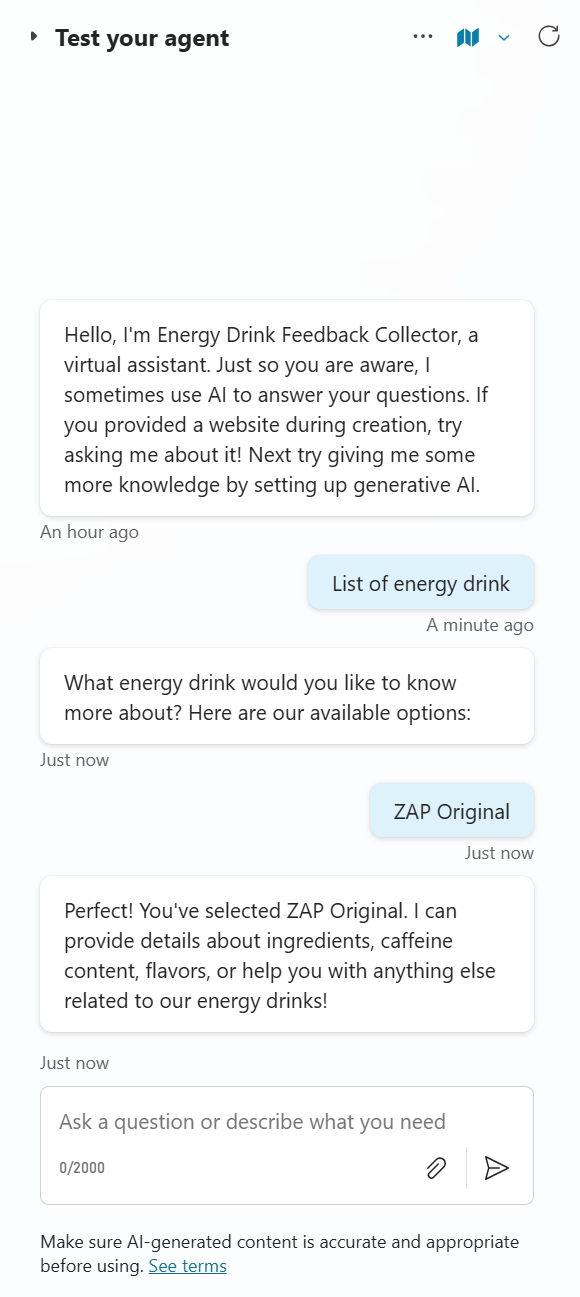 Test your agent
Hello, I'm Energy Drink Feedback Collector, a
virtual assistant. Just so you are aware, I
sometimes use AI to answer your questions. If
you provided a website during creation, try
asking me about it! Next try giving me some
more knowledge by setting up generative AI.
An hour ago
List of energy drink
A minute ago
What energy drink would you like to know
more about? Here are our available options:
Just now
ZAP Original
Just now
Perfect! You've selected ZAP Original. I can
provide details about ingredients, caffeine
content, flavors, or help you with anything else
related to our energy drinks!
Just now
Ask a question or describe what you need
0/2000
Make sure AI-generated content is accurate and appropriate
before using. See terms